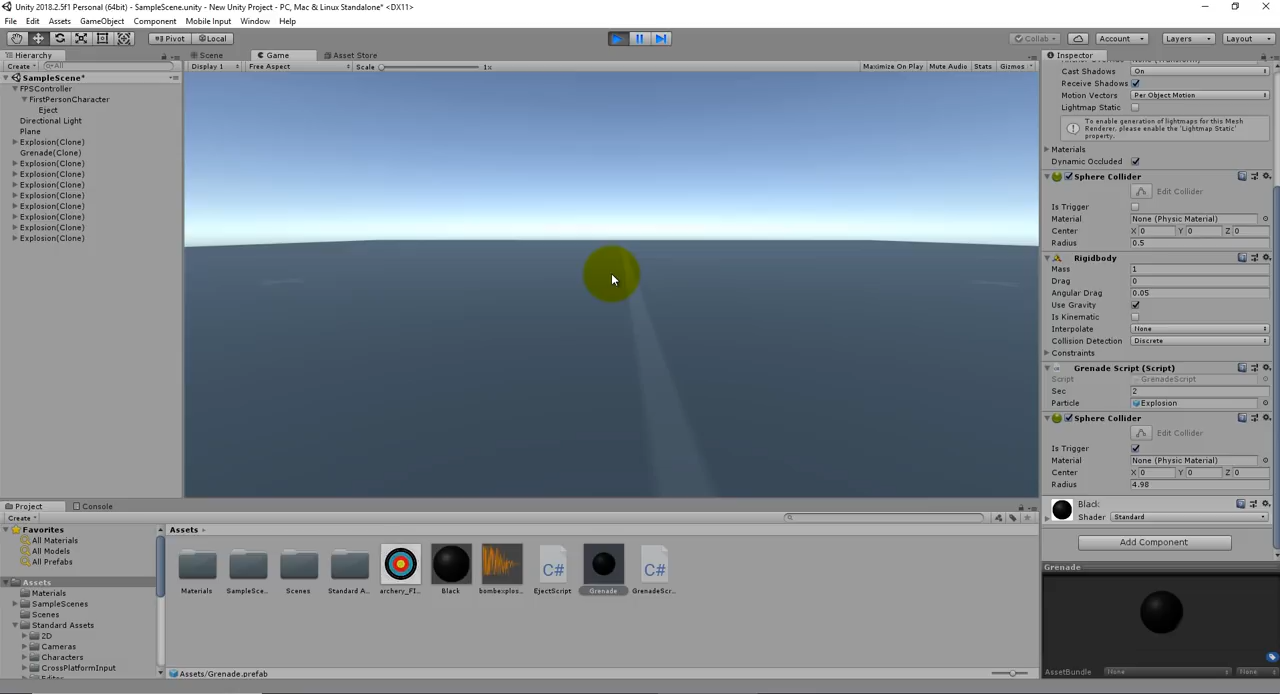 Unity 2018.2.5f1 Personal (64bit) - SampleScene.unity - New Unity Project - PC, Mac & Linux Standalone* <DX11>
File Edit Assets GameObject Component Mobile Input Window Help
Pivot Local Collab Account Layers Layout
Hierarchy Scene Game Asset Store Inspector
Create All Display 1 Free Aspect Scale 1x Maximize On Play Mute Audio Stats Gizmos
SampleScene*
FPSController
FirstPersonCharacter
Eject
Directional Light
Plane
Explosion(Clone)
Grenade(Clone)
Explosion(Clone)
Explosion(Clone)
Explosion(Clone)
Explosion(Clone)
Explosion(Clone)
Explosion(Clone)
Explosion(Clone)
Explosion(Clone)
Cast Shadows On
Receive Shadows
Motion Vectors Per Object Motion
Lightmap Static
To enable generation of lightmaps for this Mesh
Renderer, please enable the 'Lightmap Static'
property.
Materials
Dynamic Occluded
Sphere Collider
Edit Collider
Is Trigger
Material None (Physic Material)
Center X 0 Y 0 Z 0
Radius 0.5
Rigidbody
Mass 1
Drag 0
Angular Drag 0.05
Use Gravity
Is Kinematic
Interpolate None
Collision Detection Discrete
Constraints
Grenade Script (Script)
Script GrenadeScript
Sec 2
Particle Explosion
Sphere Collider
Edit Collider
Is Trigger
Material None (Physic Material)
Center X 0 Y 0 Z 0
Radius 4.98
Black
Shader Standard
Add Component
Grenade
AssetBundle None None
Project Console
Create
Favorites
All Materials
All Models
All Prefabs
Assets
Materials
SampleScenes
Scenes
Standard Assets
2D
Cameras
Characters
CrossPlatformInput
Assets
C# C#
Materials SampleSce... Scenes Standard A... archery_FI... Black bombexplos... EjectScript Grenade GrenadeScr...
Assets/Grenade.prefab